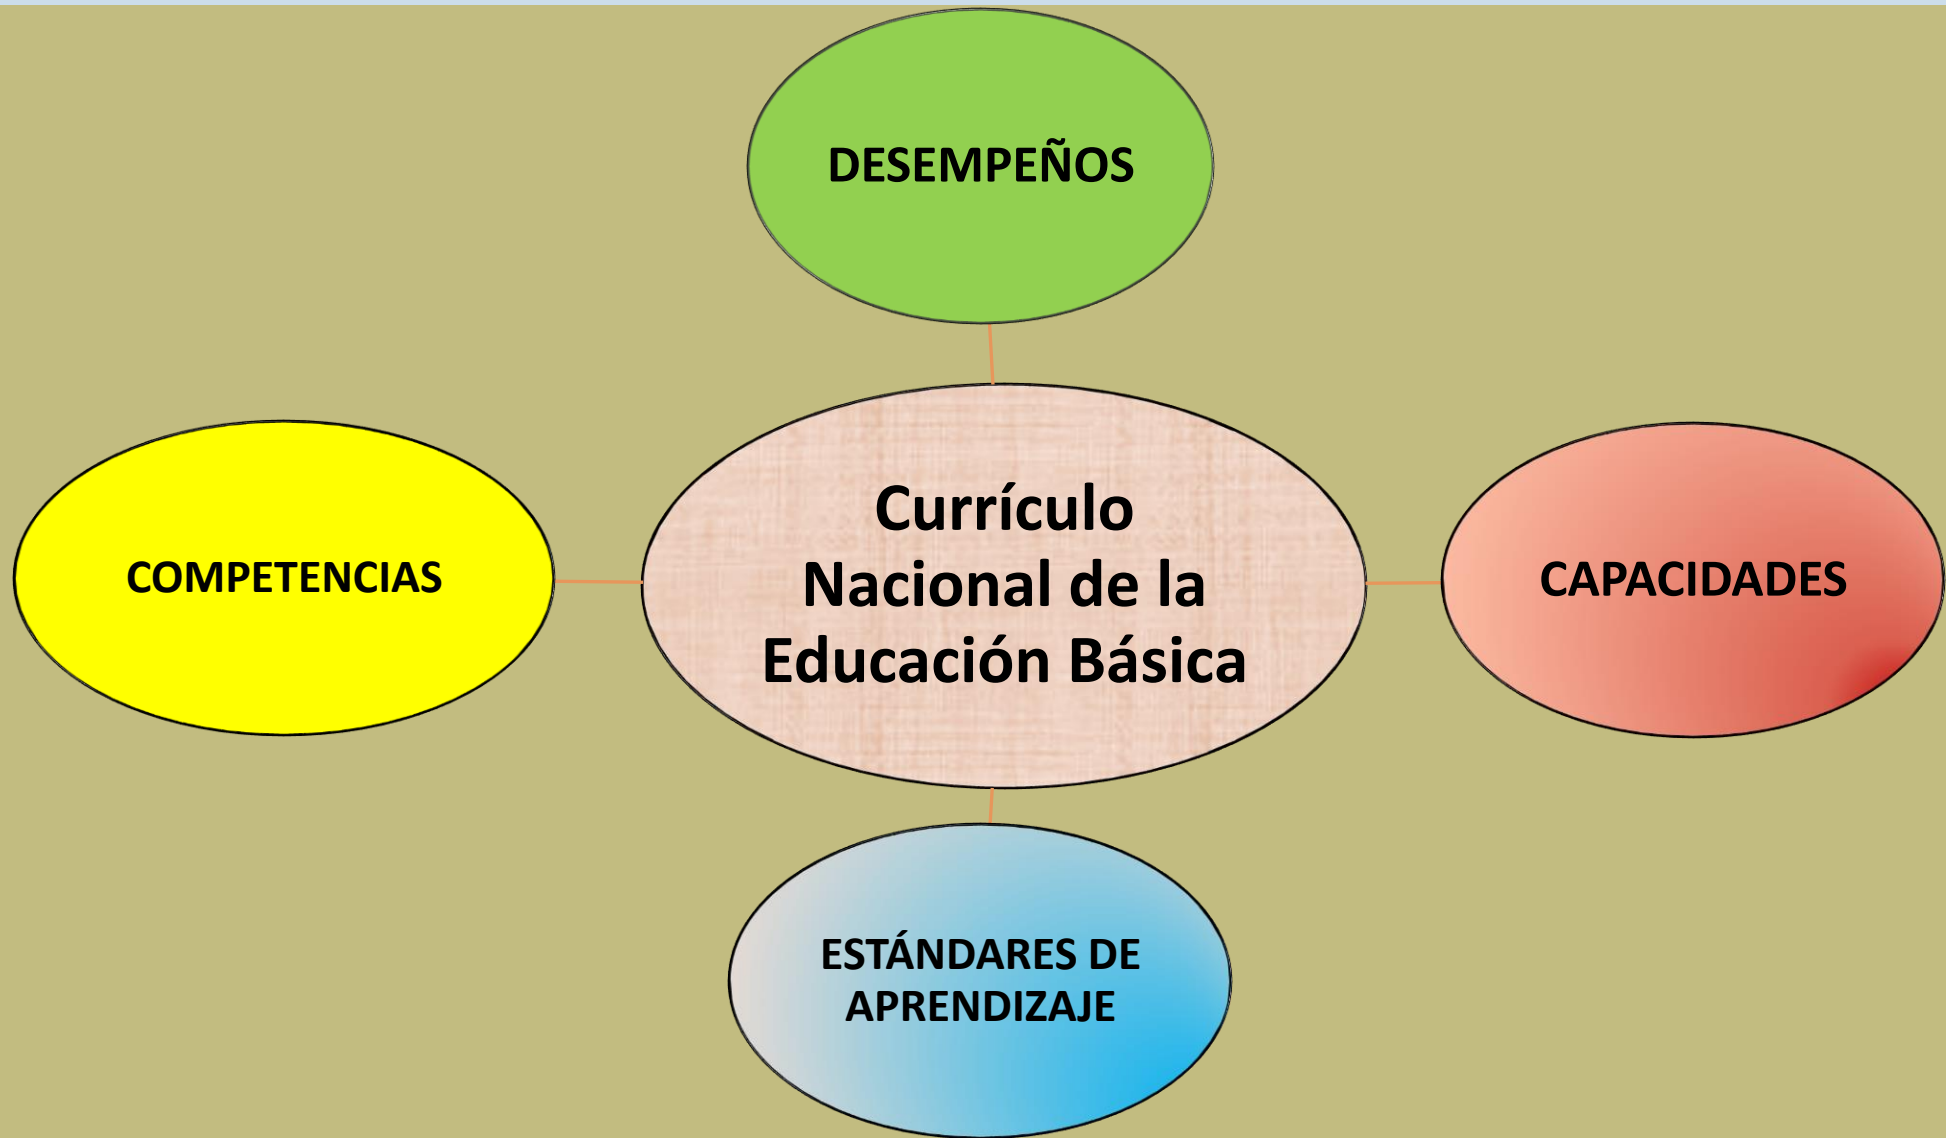 DESEMPEÑOS
COMPETENCIAS
Currículo
Nacional de la
Educación Básica
CAPACIDADES
ESTÁNDARES DE
APRENDIZAJE